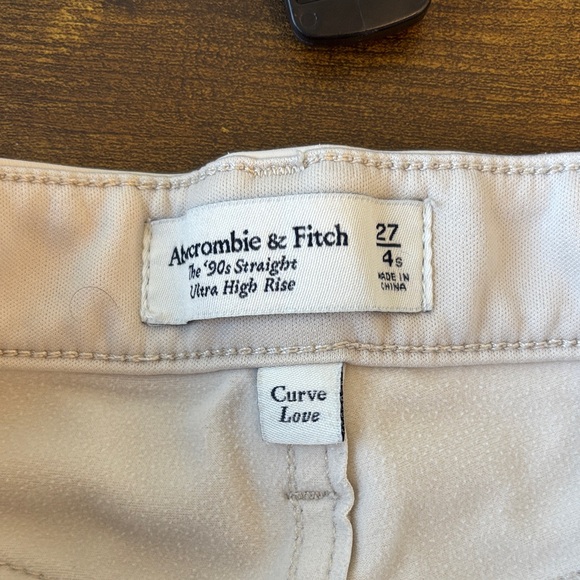 Abercrombie & Fitch
The '90s Straight
Ultra High Rise
27
4s
MADE IN
CHINA
Curve
Love